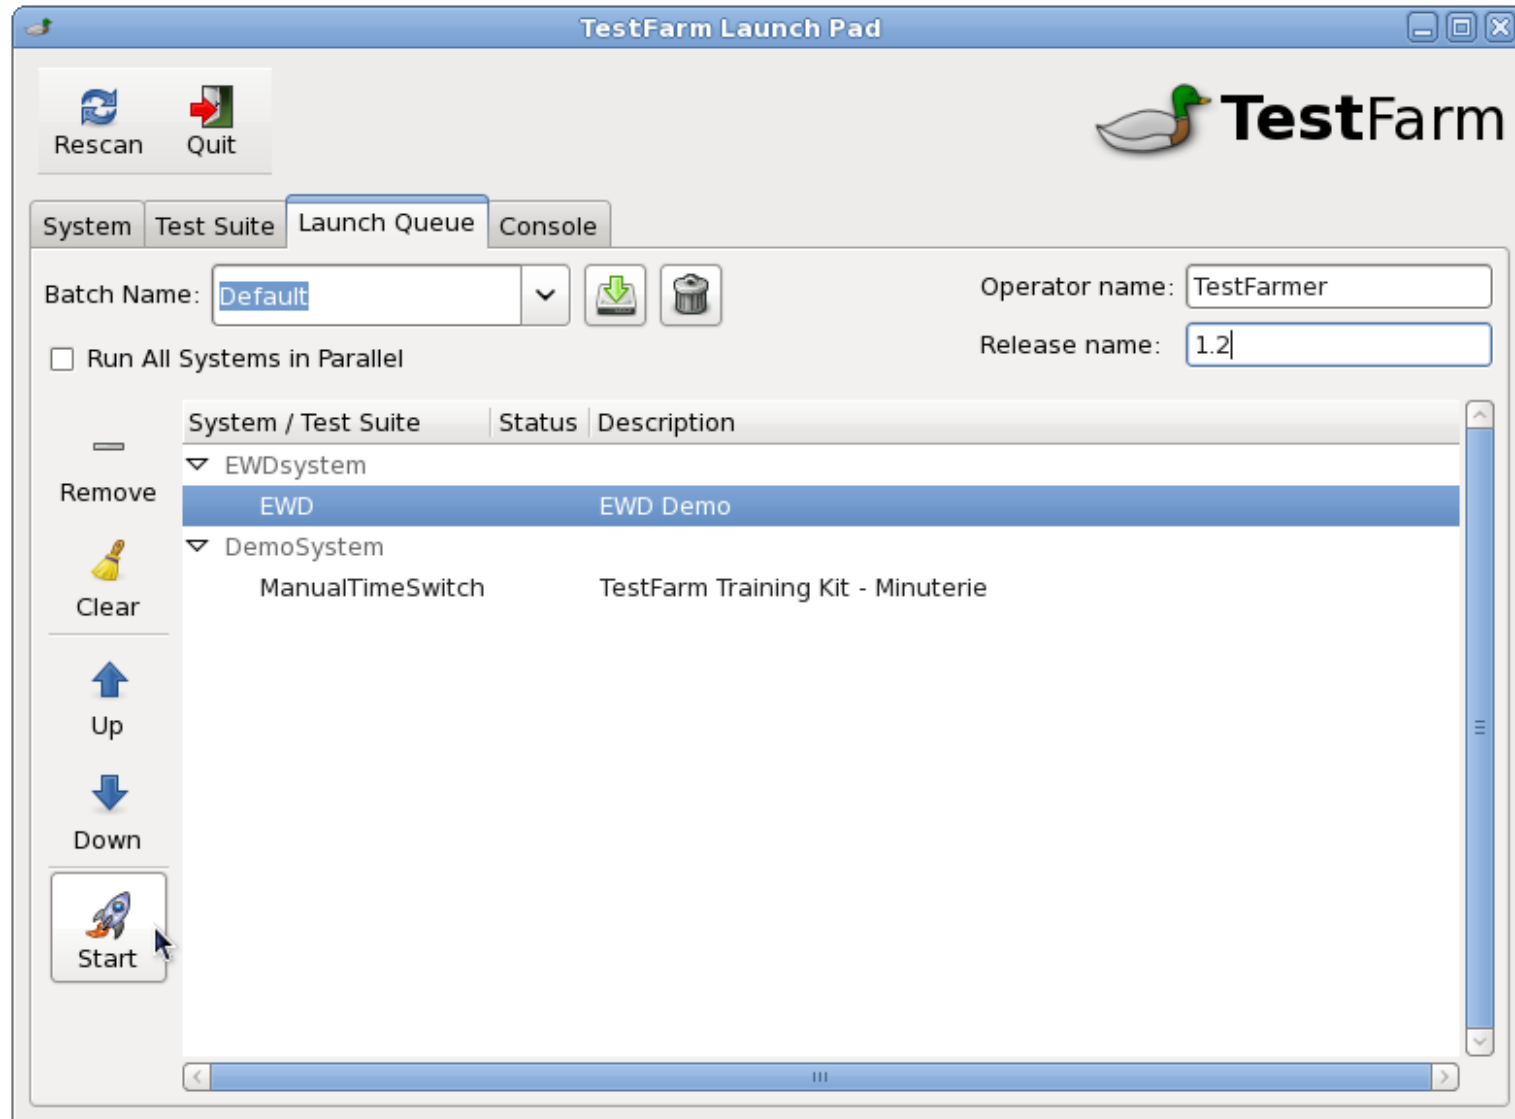 TestFarm Launch Pad
Rescan Quit
TestFarm
System Test Suite Launch Queue Console
Batch Name: Default
Operator name: TestFarmer
Run All Systems in Parallel
Release name: 1.2
System / Test Suite Status Description
EWDsystem
Remove
EWD EWD Demo
DemoSystem
ManualTimeSwitch TestFarm Training Kit - Minuterie
Clear
Up
Down
Start